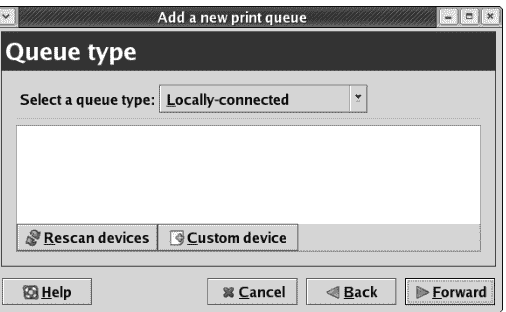 Add a new print queue
Queue type
Select a queue type: Locally-connected
Rescan devices Custom device
Help Cancel Back Forward